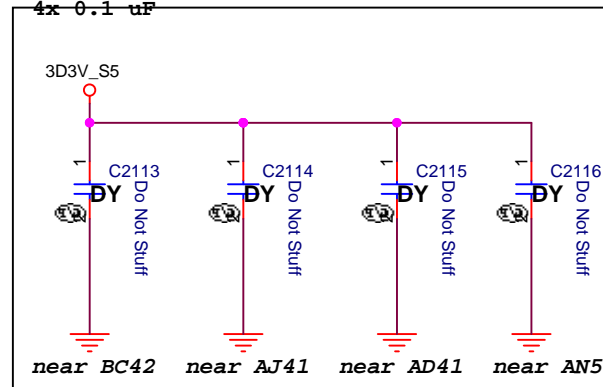 4x 0.1 uF
3D3V_S5
1 C2113 DY Do Not Stuff
1 C2114 DY Do Not Stuff
1 C2115 DY Do Not Stuff
1 C2116 DY Do Not Stuff
near BC42 near AJ41 near AD41 near AN5